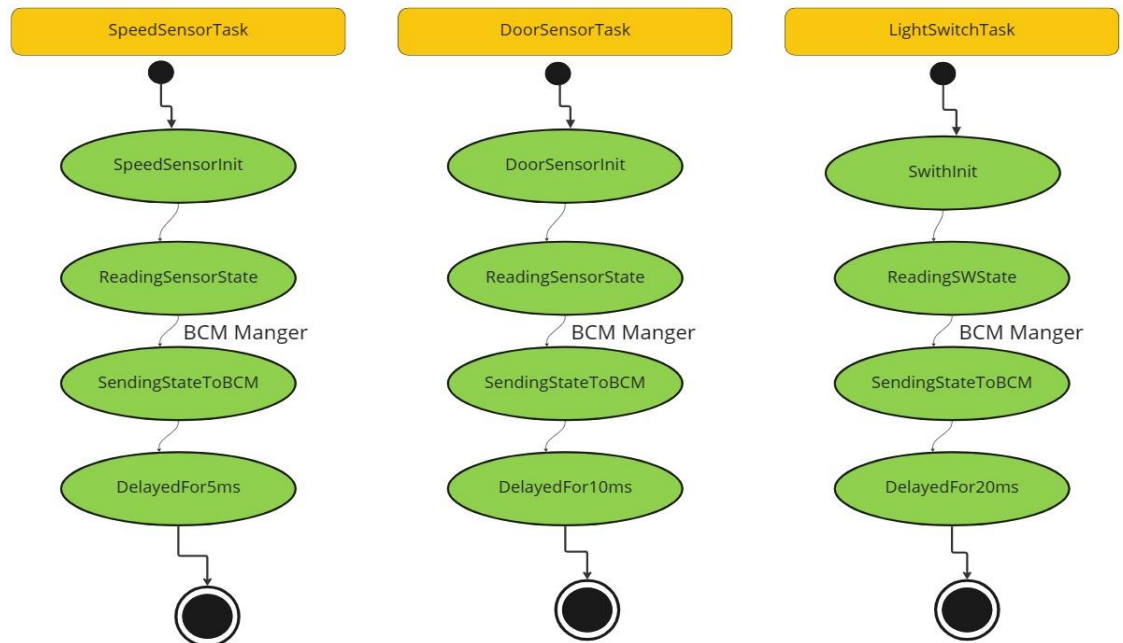 SpeedSensorTask
SpeedSensorInit
ReadingSensorState
BCM Manger
SendingStateToBCM
DelayedFor5ms
DoorSensorTask
DoorSensorInit
ReadingSensorState
BCM Manger
SendingStateToBCM
DelayedFor10ms
LightSwitchTask
SwithInit
ReadingSWState
BCM Manger
SendingStateToBCM
DelayedFor20ms